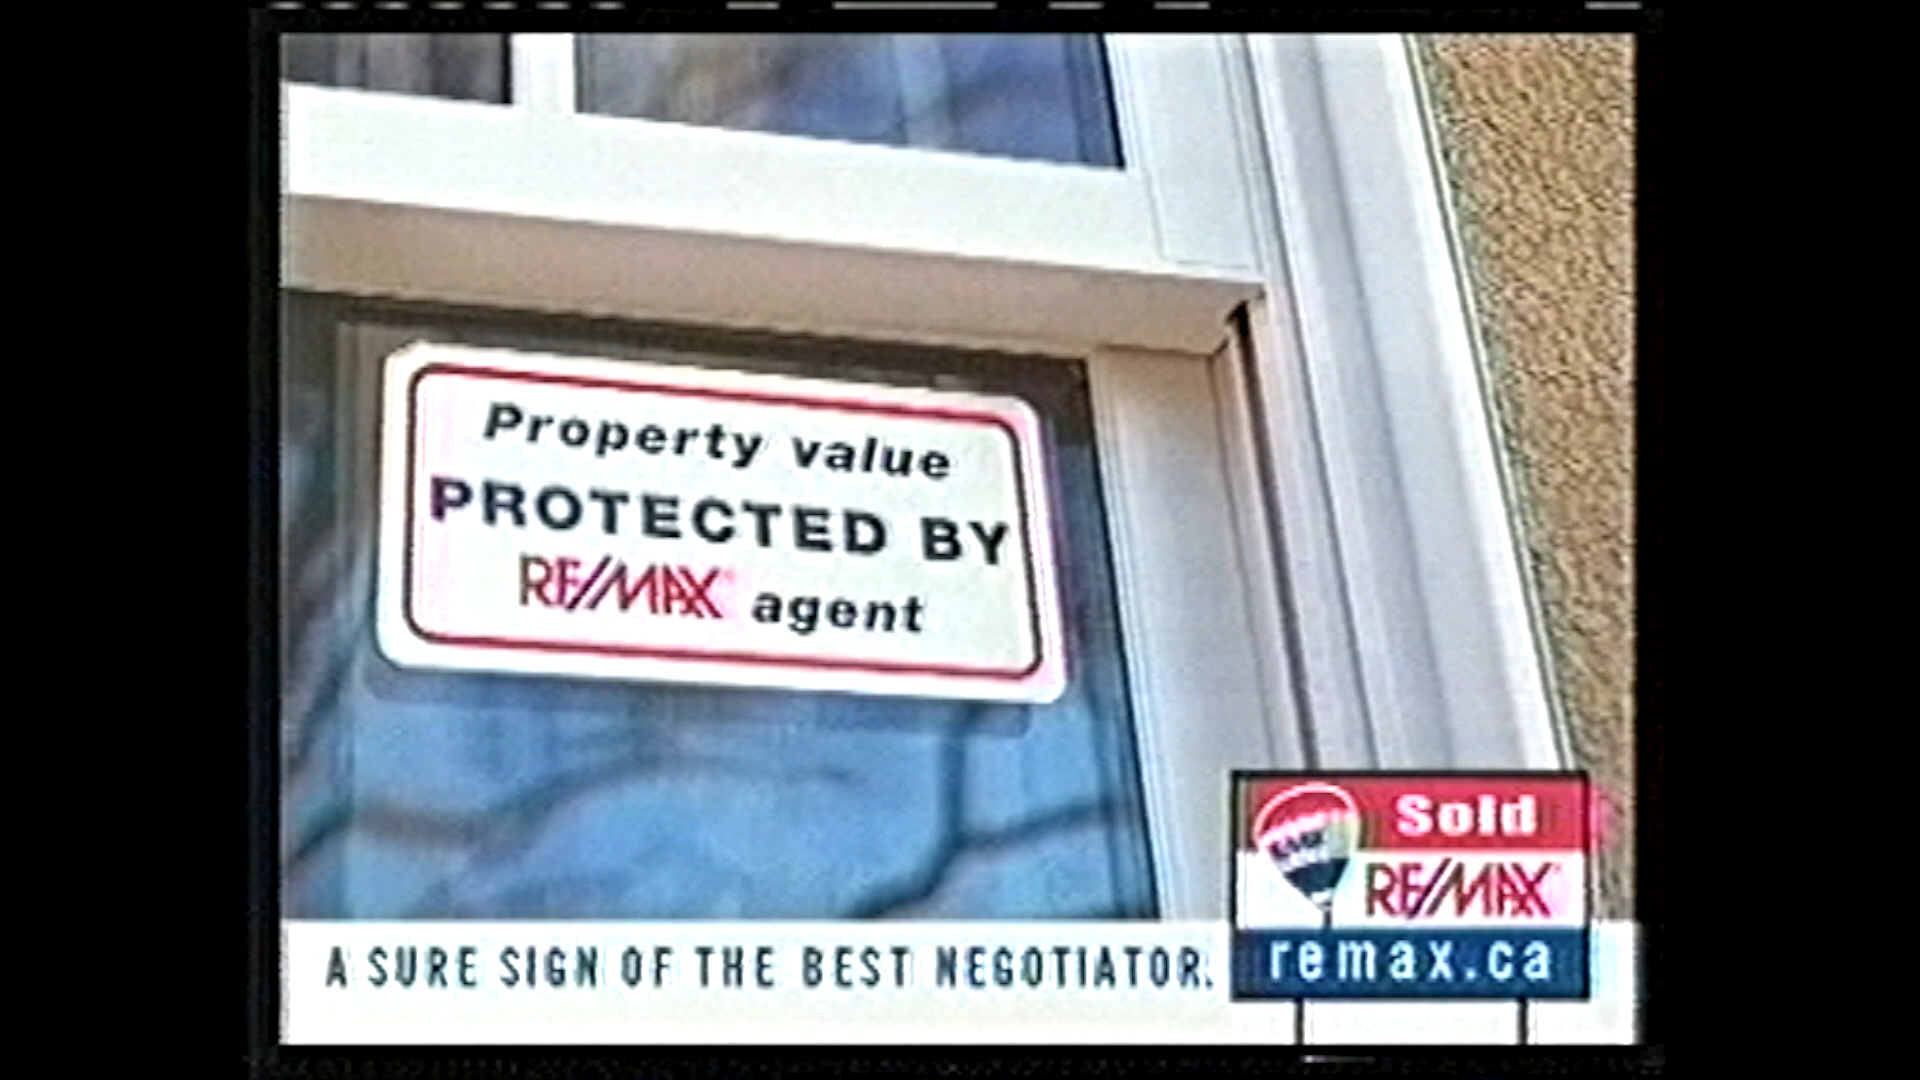 Property value
PROTECTED BY
RE/MAX agent
Sold
RE/MAX
remax.ca
A SURE SIGN OF THE BEST NEGOTIATOR.